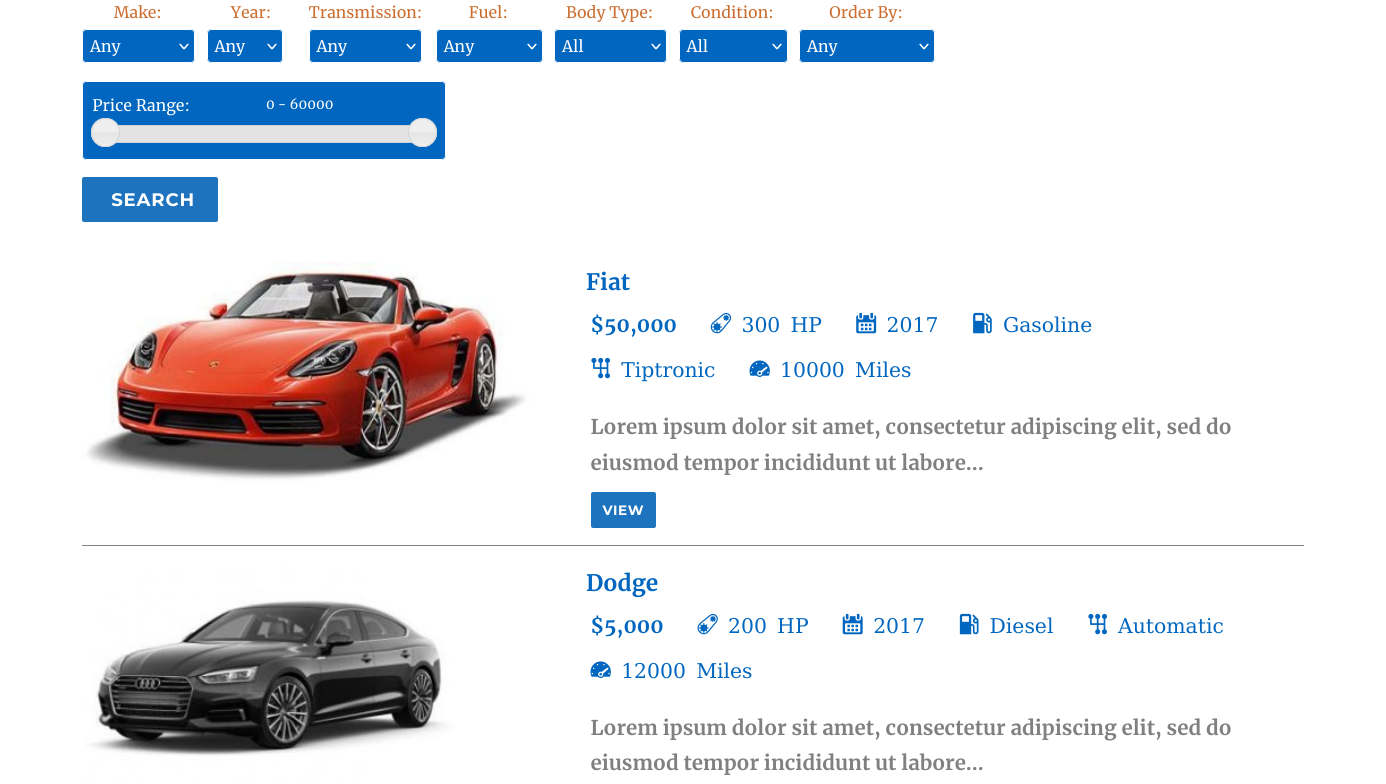 Make: Year: Transmission: Fuel: Body Type: Condition: Order By:
Any Any Any Any All All Any
Price Range: 0 - 60000
SEARCH
Fiat
$50,000 300 HP 2017 Gasoline
Tiptronic 10000 Miles
Lorem ipsum dolor sit amet, consectetur adipiscing elit, sed do
eiusmod tempor incididunt ut labore...
VIEW
Dodge
$5,000 200 HP 2017 Diesel Automatic
12000 Miles
Lorem ipsum dolor sit amet, consectetur adipiscing elit, sed do
eiusmod tempor incididunt ut labore...